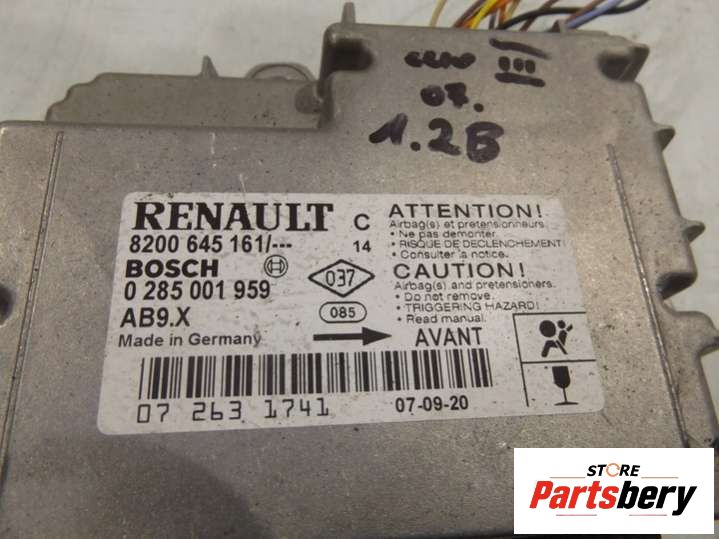 CLIO III
07.
1.2B
RENAULT C
8200 645 161/--- 14
BOSCH
0 285 001 959
AB9.X
Made in Germany
037
085
ATTENTION!
Airbag(s) et pretensionneurs.
• Ne pas demonter.
• RISQUE DE DECLENCHEMENT!
• Consulter la notice.
CAUTION!
Airbag(s) and pretensioners.
• Do not remove.
• TRIGGERING HAZARD!
• Read manual.
AVANT
07 263 1741
07-09-20
STORE
Partsbery